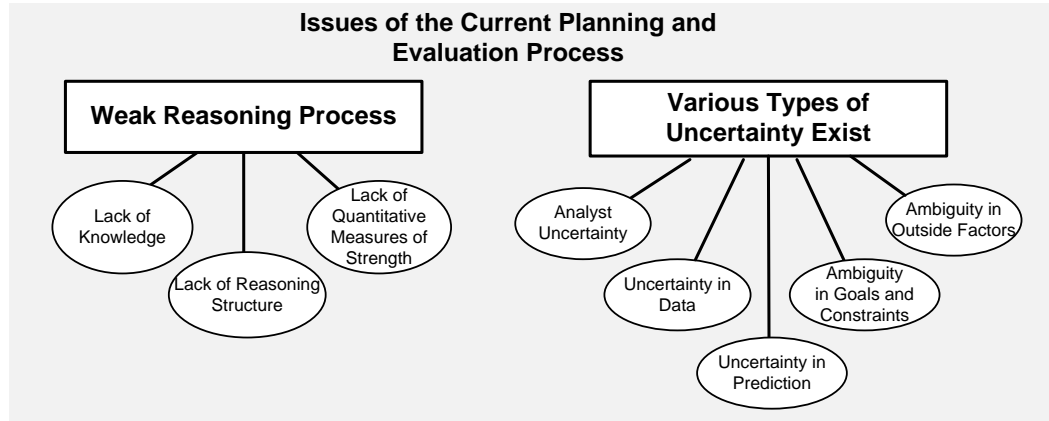 Issues of the Current Planning and
Evaluation Process
Weak Reasoning Process
Lack of
Knowledge
Lack of Reasoning
Structure
Lack of
Quantitative
Measures of
Strength
Various Types of
Uncertainty Exist
Analyst
Uncertainty
Uncertainty in
Data
Uncertainty in
Prediction
Ambiguity
in Goals and
Constraints
Ambiguity in
Outside Factors